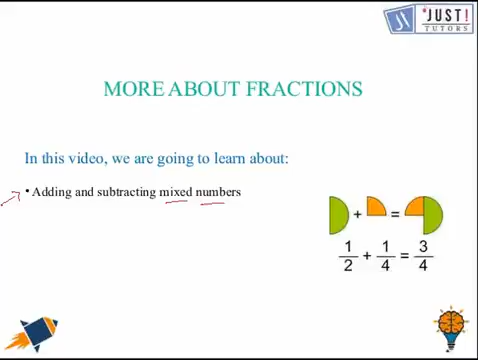 *JUST!
TUTORS
MORE ABOUT FRACTIONS
In this video, we are going to learn about:
• Adding and subtracting mixed numbers
+ =
1/2 + 1/4 = 3/4